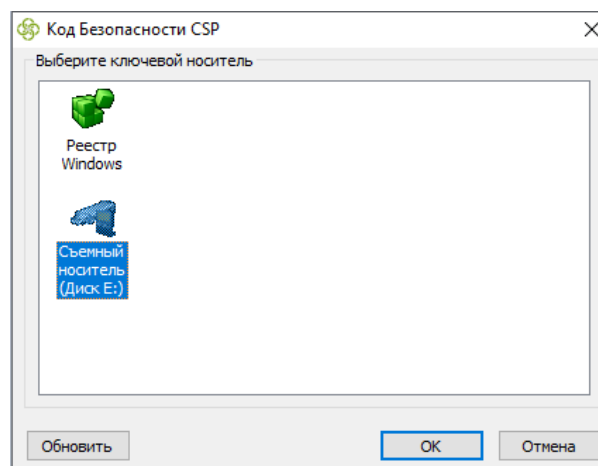 Код Безопасности CSP
Выберите ключевой носитель
Реестр
Windows
Съемный
носитель
(Диск E:)
Обновить
OK
Отмена